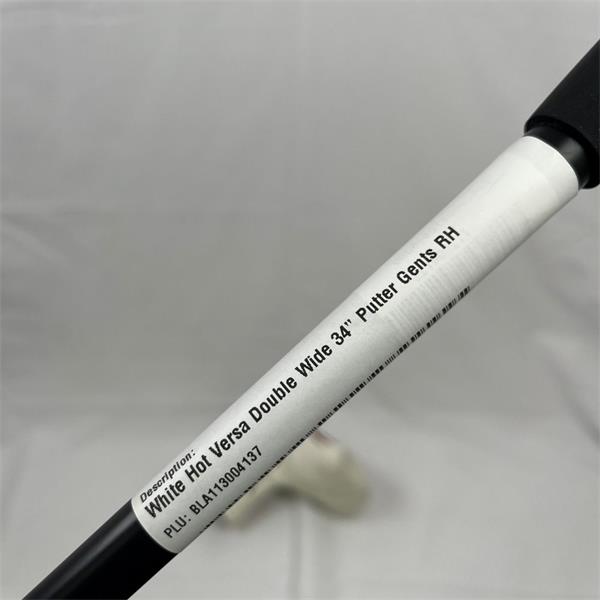 Description:
White Hot Versa Double Wide 34" Putter Gents RH
PLU: BLA113004137